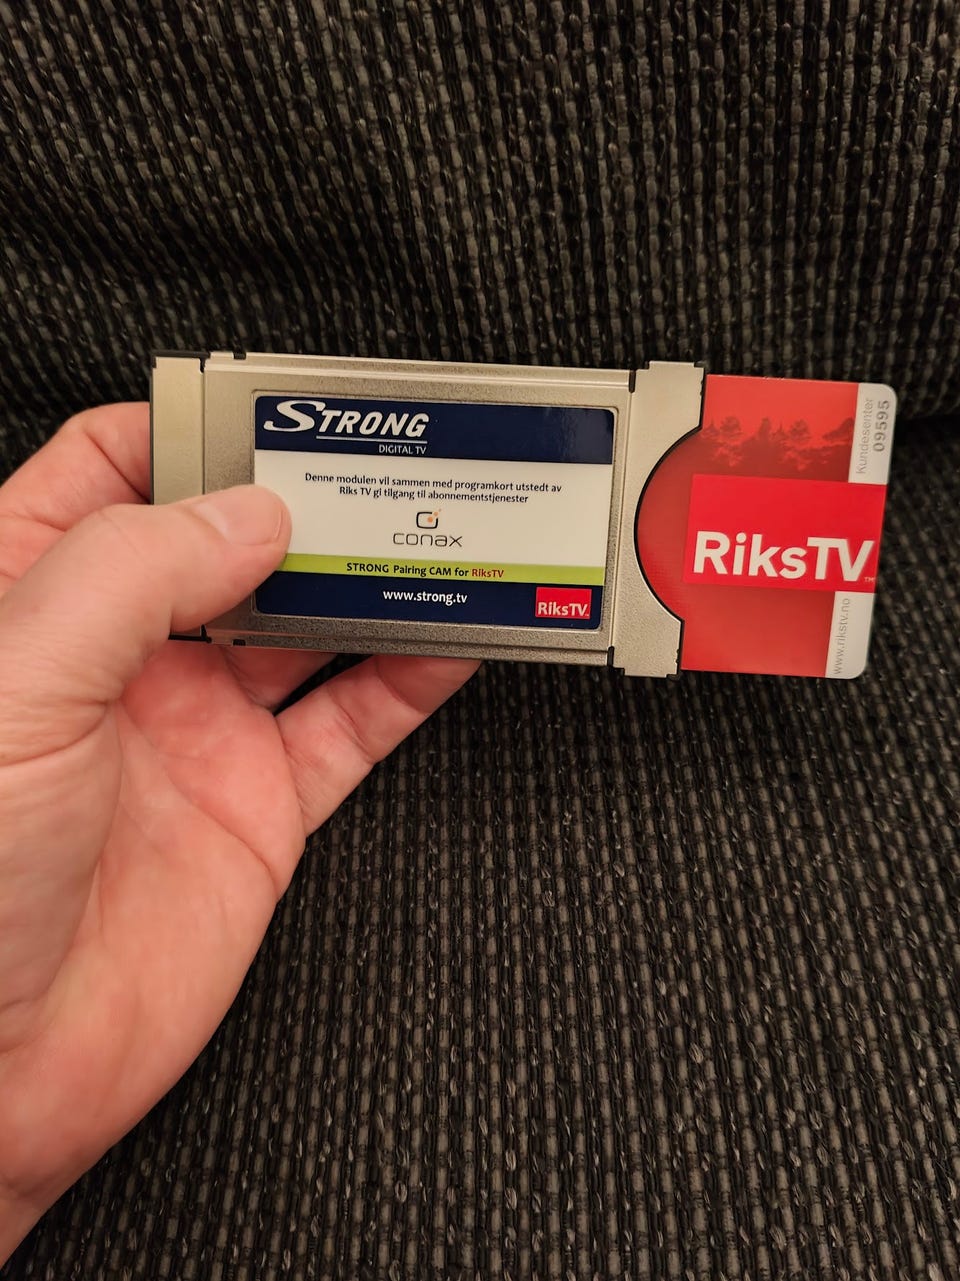 STRONG
DIGITAL TV
Denne modulen vil sammen med programkort utstedt av
Riks TV gi tilgang til abonnementstjenester
conax
STRONG Pairing CAM for RiksTV
www.strong.tv
RiksTV
Kundesenter
09595
RiksTV™
www.rikstv.no